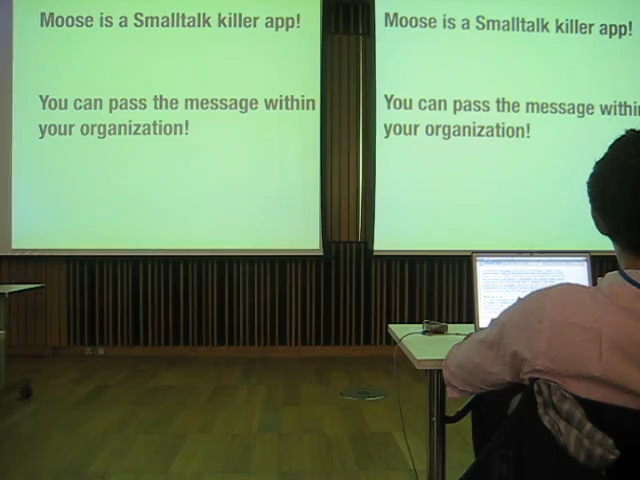 Moose is a Smalltalk killer app!
You can pass the message within
your organization!
Moose is a Smalltalk killer app!
You can pass the message withi
your organization!